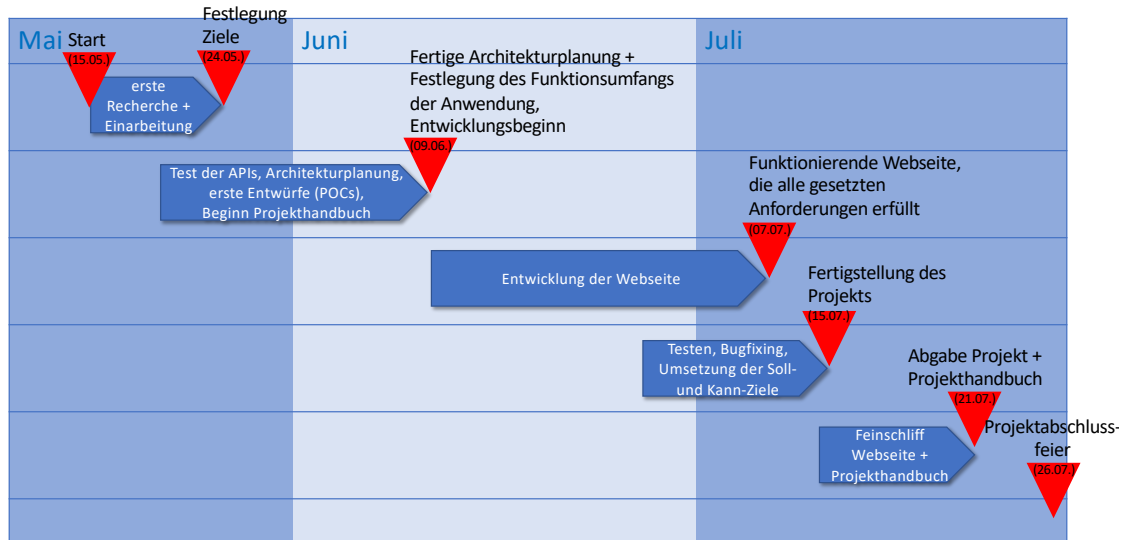 Mai
Juni
Juli
Start
(15.05.)
Festlegung
Ziele
(24.05.)
erste
Recherche +
Einarbeitung
Fertige Architekturplanung +
Festlegung des Funktionsumfangs
der Anwendung,
Entwicklungsbeginn
(09.06.)
Test der APIs, Architekturplanung,
erste Entwürfe (POCs),
Beginn Projekthandbuch
Funktionierende Webseite,
die alle gesetzten
Anforderungen erfüllt
(07.07.)
Entwicklung der Webseite
Fertigstellung des
Projekts
(15.07.)
Testen, Bugfixing,
Umsetzung der Soll-
und Kann-Ziele
Abgabe Projekt +
Projekthandbuch
(21.07.)
Feinschliff
Webseite +
Projekthandbuch
Projektabschluss-
feier
(26.07.)